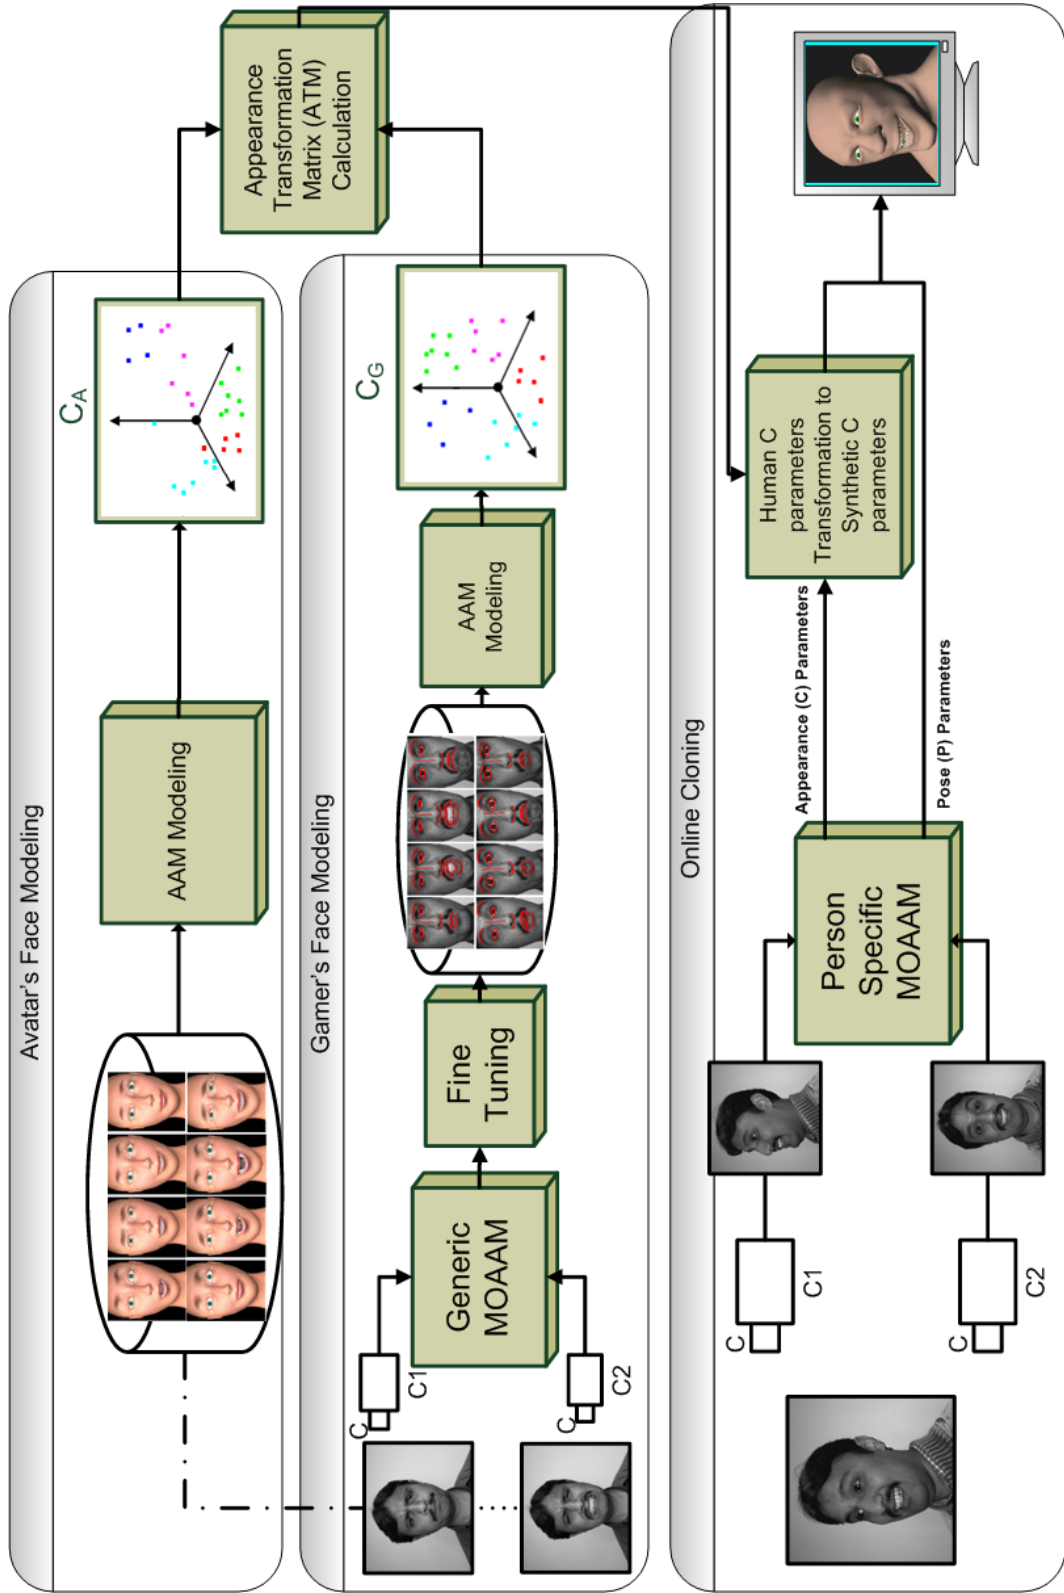 Avatar's Face Modeling
AAM Modeling
C_A
Appearance
Transformation
Matrix (ATM)
Calculation
Gamer's Face Modeling
C
C1
C
C2
Generic
MOAAM
Fine
Tuning
AAM
Modeling
C_G
Online Cloning
C
C1
C
C2
Person
Specific
MOAAM
Appearance (C) Parameters
Pose (P) Parameters
Human C
parameters
Transformation to
Synthetic C
parameters